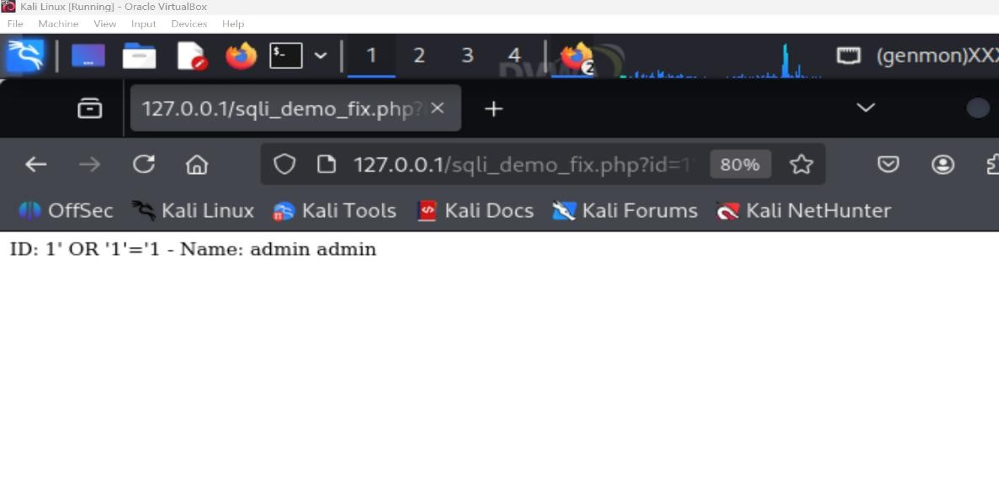 Kali Linux [Running] - Oracle VirtualBox
File Machine View Input Devices Help
1 2 3 4 2 (genmon)XXX
127.0.0.1/sqli_demo_fix.php?
127.0.0.1/sqli_demo_fix.php?id=1' 80%
OffSec Kali Linux Kali Tools Kali Docs Kali Forums Kali NetHunter
ID: 1' OR '1'='1 - Name: admin admin